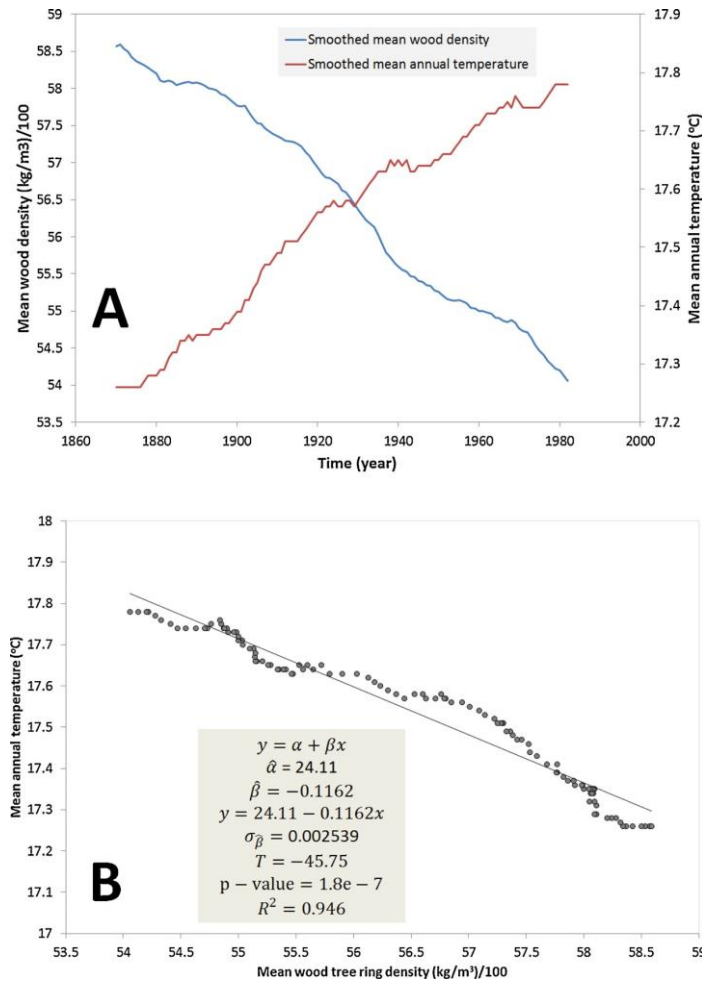 59
58.5
58
57.5
57
56.5
56
55.5
55
54.5
54
53.5
Mean wood density (kg/m3)/100
Smoothed mean wood density
Smoothed mean annual temperature
17.9
17.8
17.7
17.6
17.5
17.4
17.3
17.2
Mean annual temperature (°C)
A
1860 1880 1900 1920 1940 1960 1980 2000
Time (year)
18
17.9
17.8
17.7
17.6
17.5
17.4
17.3
17.2
17.1
17
Mean annual temperature (°C)
y = α + βx
α̂ = 24.11
β̂ = −0.1162
y = 24.11 − 0.1162x
σ_β̂ = 0.002539
T = −45.75
p − value = 1.8e − 7
R² = 0.946
B
53.5 54 54.5 55 55.5 56 56.5 57 57.5 58 58.5 59
Mean wood tree ring density (kg/m³)/100